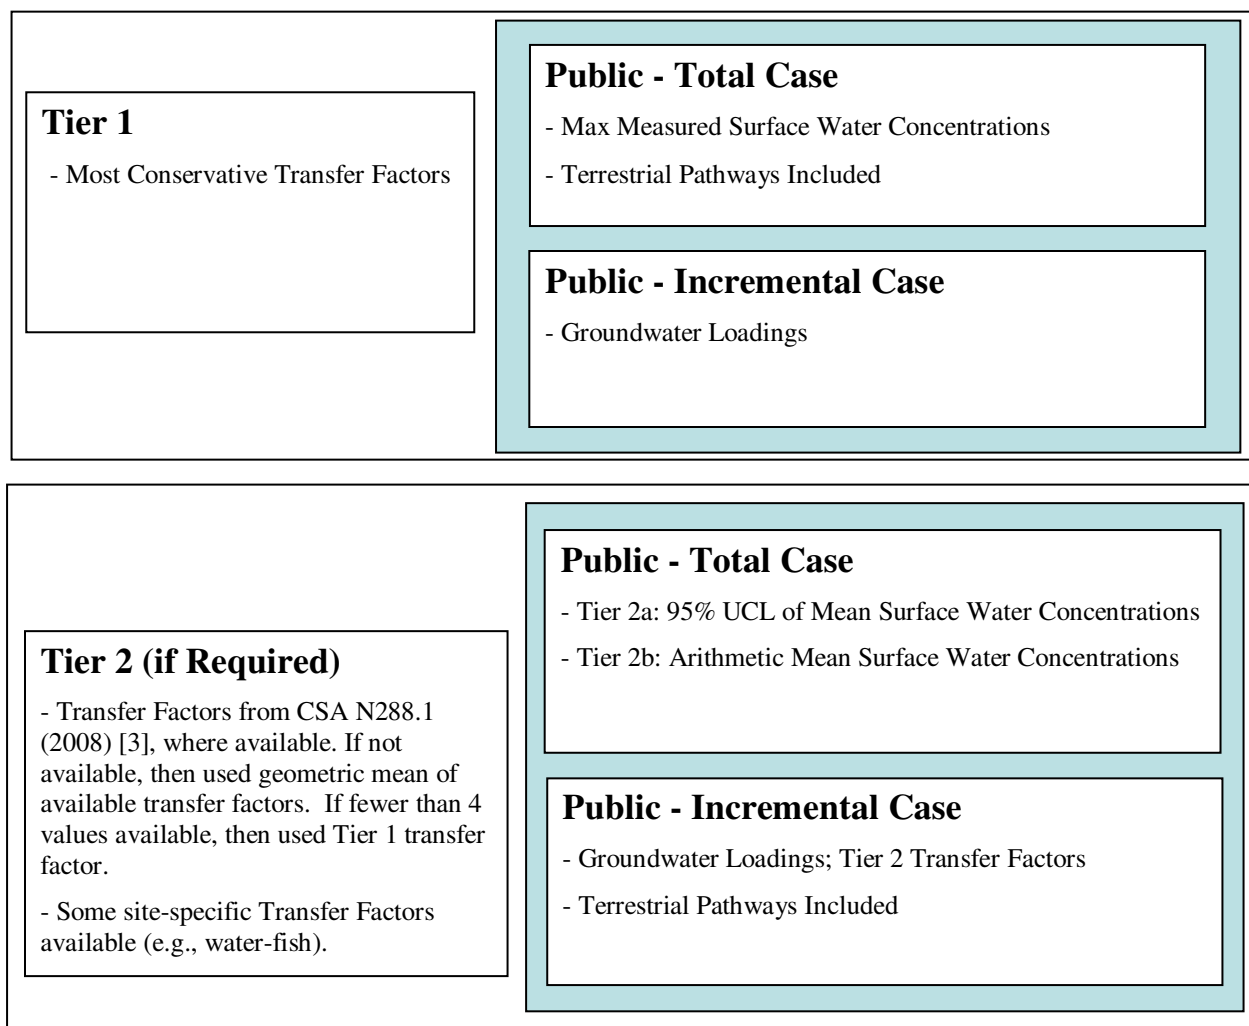 Tier 1
- Most Conservative Transfer Factors
Public - Total Case
- Max Measured Surface Water Concentrations
- Terrestrial Pathways Included
Public - Incremental Case
- Groundwater Loadings
Tier 2 (if Required)
- Transfer Factors from CSA N288.1
(2008) [3], where available. If not
available, then used geometric mean of
available transfer factors.  If fewer than 4
values available, then used Tier 1 transfer
factor.
- Some site-specific Transfer Factors
available (e.g., water-fish).
Public - Total Case
- Tier 2a: 95% UCL of Mean Surface Water Concentrations
- Tier 2b: Arithmetic Mean Surface Water Concentrations
Public - Incremental Case
- Groundwater Loadings; Tier 2 Transfer Factors
- Terrestrial Pathways Included